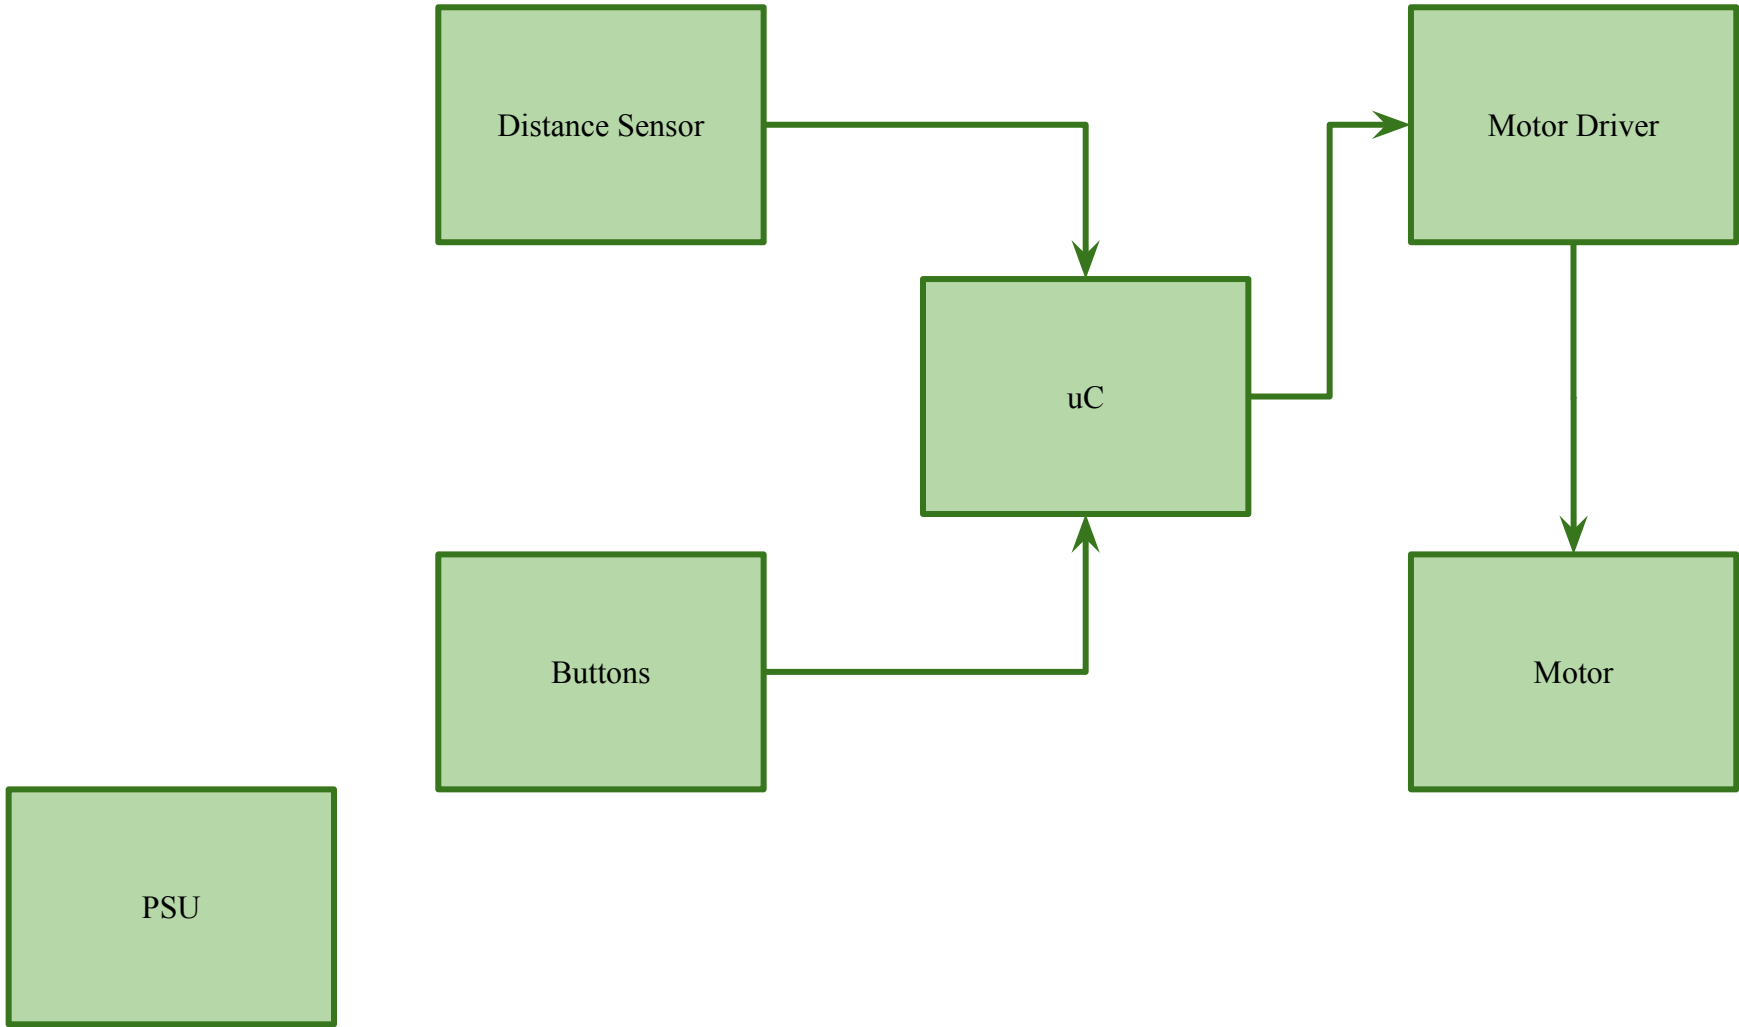 Distance Sensor
Motor Driver
uC
Buttons
Motor
PSU